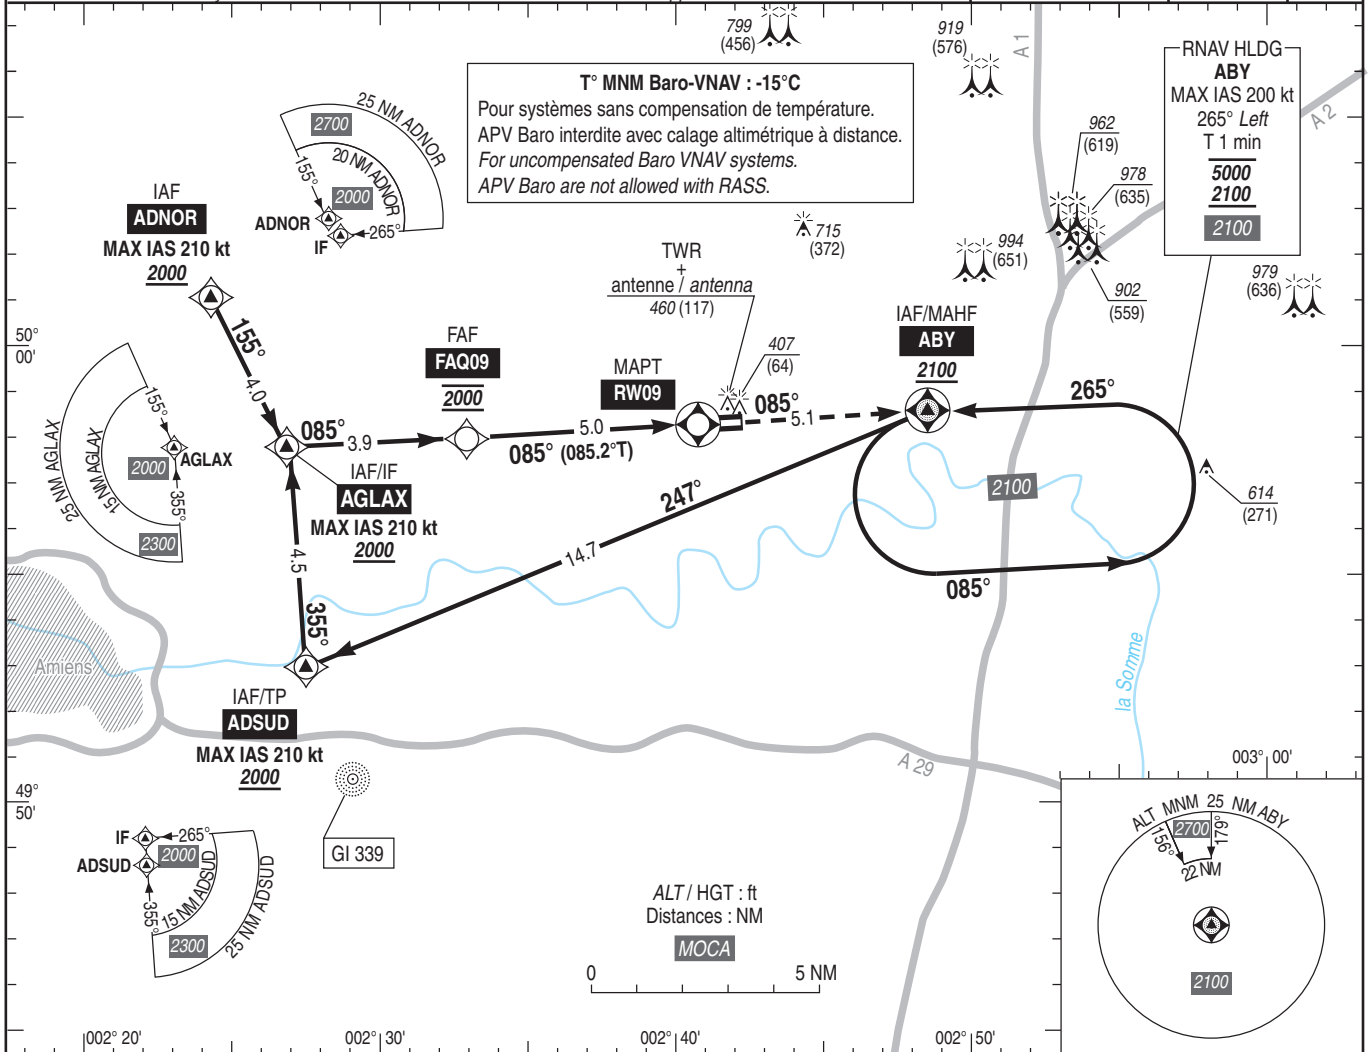 799
(456)
919
(576)
A 1
RNAV HLDG
ABY
MAX IAS 200 kt
265° Left
T 1 min
5000
2100
2100
A 2
T° MNM Baro-VNAV : -15°C
Pour systèmes sans compensation de température.
APV Baro interdite avec calage altimétrique à distance.
For uncompensated Baro VNAV systems.
APV Baro are not allowed with RASS.
25 NM ADNOR
2700
20 NM ADNOR
155°
2000
ADNOR
IF
265°
962
(619)
978
(635)
IAF
ADNOR
MAX IAS 210 kt
2000
715
(372)
994
(651)
902
(559)
979
(636)
TWR
+
antenne / antenna
460 (117)
50°
00'
155°
4.0
FAF
FAQ09
2000
MAPT
RW09
407
(64)
IAF/MAHF
ABY
2100
265°
25 NM AGLAX
15 NM AGLAX
155°
2000
AGLAX
355°
2300
085°
3.9
5.0
085° (085.2°T)
085°
5.1
IAF/IF
AGLAX
MAX IAS 210 kt
2000
247°
14.7
2100
614
(271)
085°
4.5
355°
Amiens
la Somme
IAF/TP
ADSUD
MAX IAS 210 kt
2000
A 29
003° 00'
49°
50'
GI 339
IF
265°
ADSUD
2000
355°
15 NM ADSUD
2300
25 NM ADSUD
ALT / HGT : ft
Distances : NM
MOCA
0
5 NM
ALT MNM 25 NM ABY
2700
156°
179°
22 NM
2100
002° 20'
002° 30'
002° 40'
002° 50'